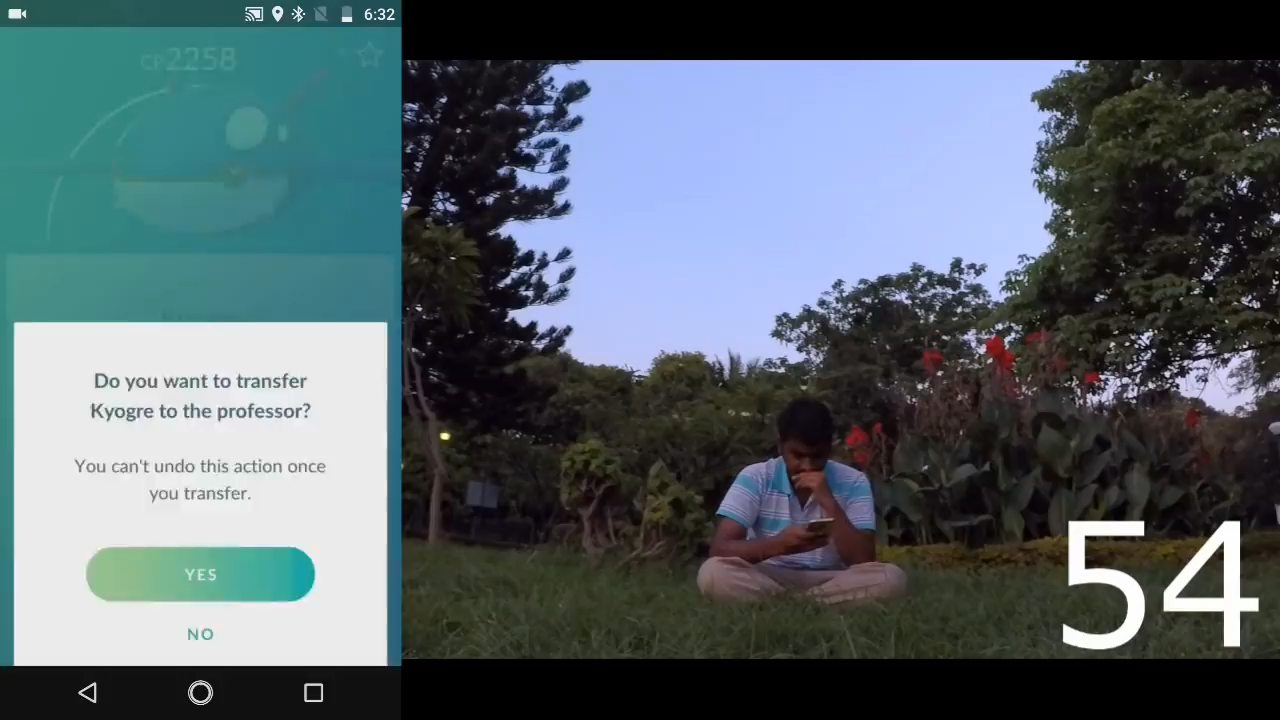 6:32
CP2258
Do you want to transfer
Kyogre to the professor?
You can't undo this action once
you transfer.
YES
NO
54